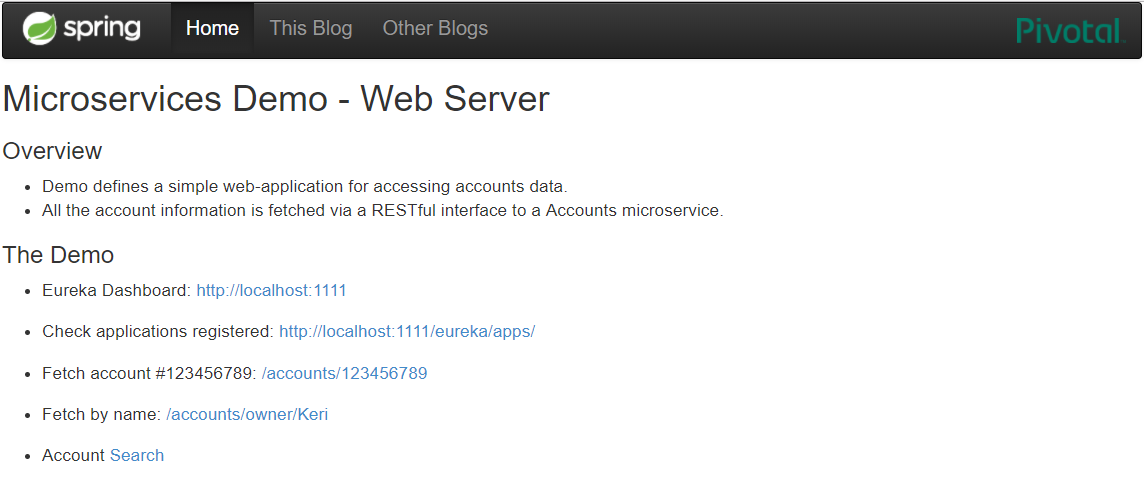 spring Home This Blog Other Blogs Pivotal.
Microservices Demo - Web Server
Overview
Demo defines a simple web-application for accessing accounts data.
All the account information is fetched via a RESTful interface to a Accounts microservice.
The Demo
Eureka Dashboard: http://localhost:1111
Check applications registered: http://localhost:1111/eureka/apps/
Fetch account #123456789: /accounts/123456789
Fetch by name: /accounts/owner/Keri
Account Search